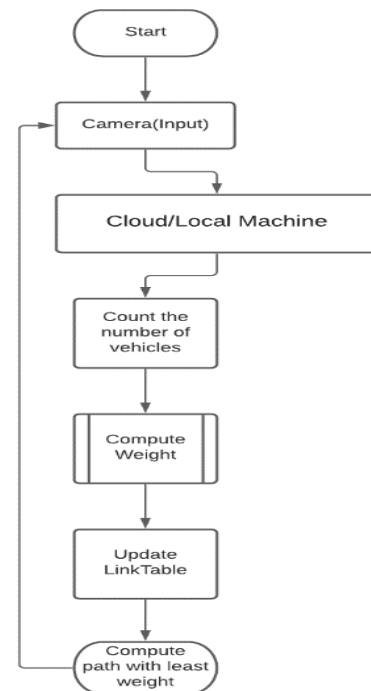 Start
Camera(Input)
Cloud/Local Machine
Count the
number of
vehicles
Compute
Weight
Update
LinkTable
Compute
path with least
weight